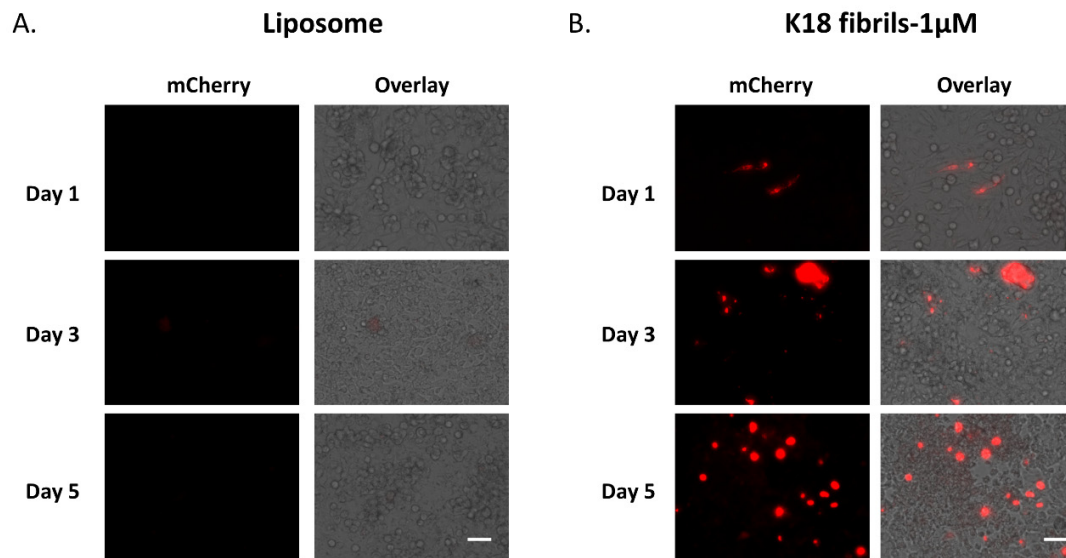 A.
Liposome
mCherry
Overlay
Day 1
Day 3
Day 5
B.
K18 fibrils-1µM
mCherry
Overlay
Day 1
Day 3
Day 5